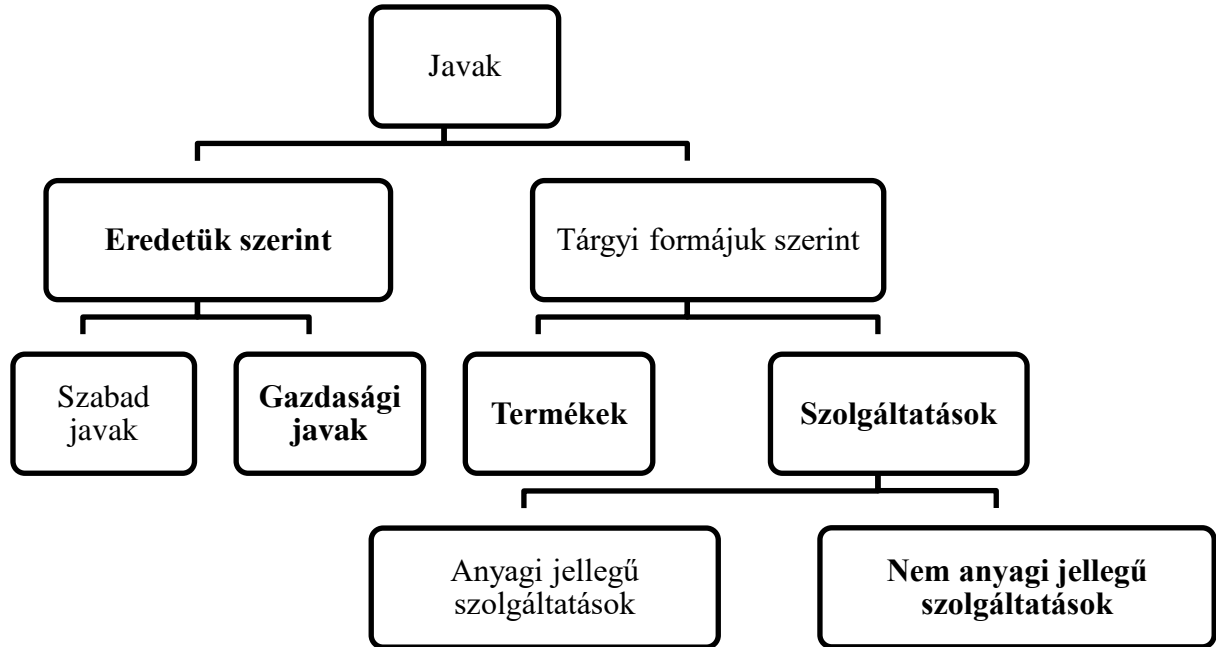 Javak
Eredetük szerint
Tárgyi formájuk szerint
Szabad
javak
Gazdasági
javak
Termékek
Szolgáltatások
Anyagi jellegű
szolgáltatások
Nem anyagi jellegű
szolgáltatások